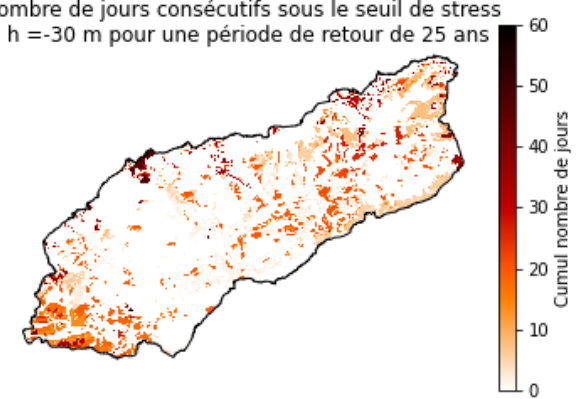 ombre de jours consécutifs sous le seuil de stress
h =-30 m pour une période de retour de 25 ans
60
50
40
30
20
10
0
Cumul nombre de jours